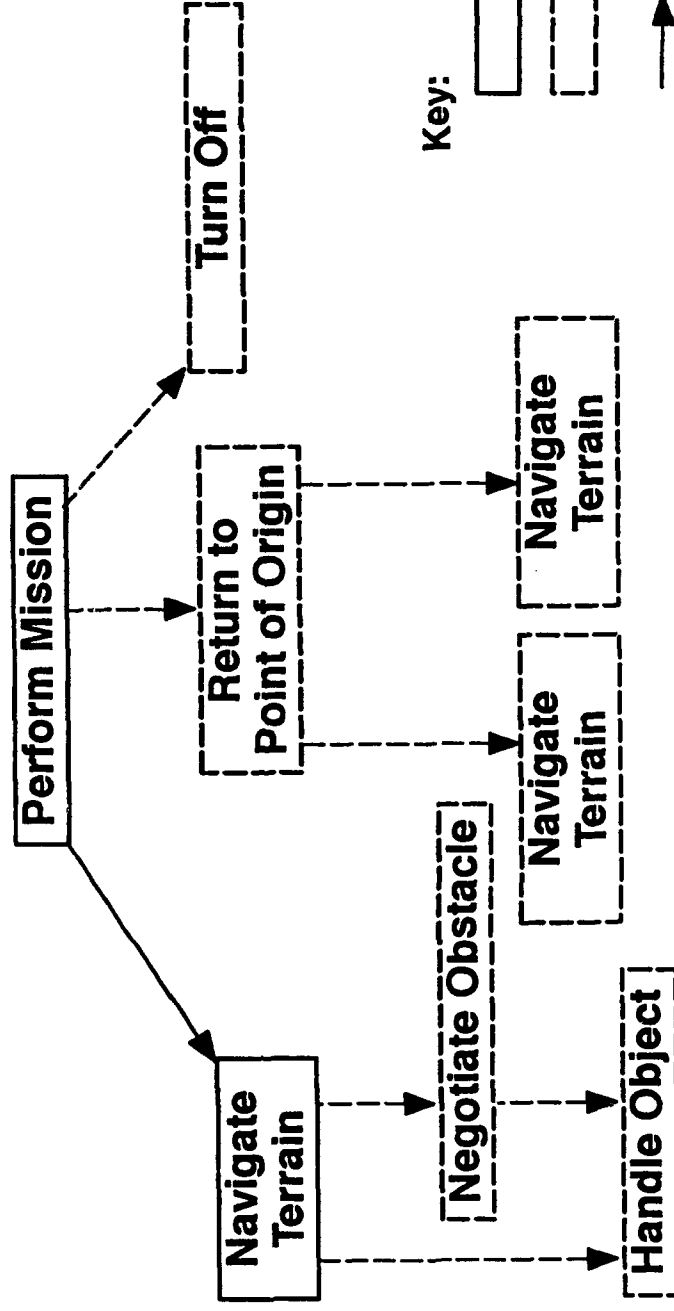 Perform Mission
Navigate
Terrain
Return to
Point of Origin
Turn Off
Negotiate Obstacle
Navigate
Terrain
Navigate
Terrain
Handle Object
Key: